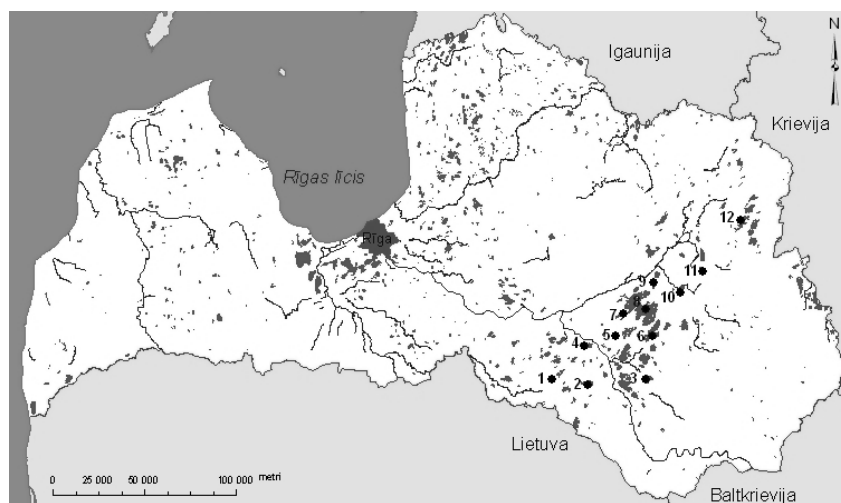 Igaunija
N
Krievija
Rīgas līcis
12
Rīga
11
9
10
8
7
5
6
4
1
2
3
Lietuva
0 25 000 50 000 100 000 metri
Baltkrievija